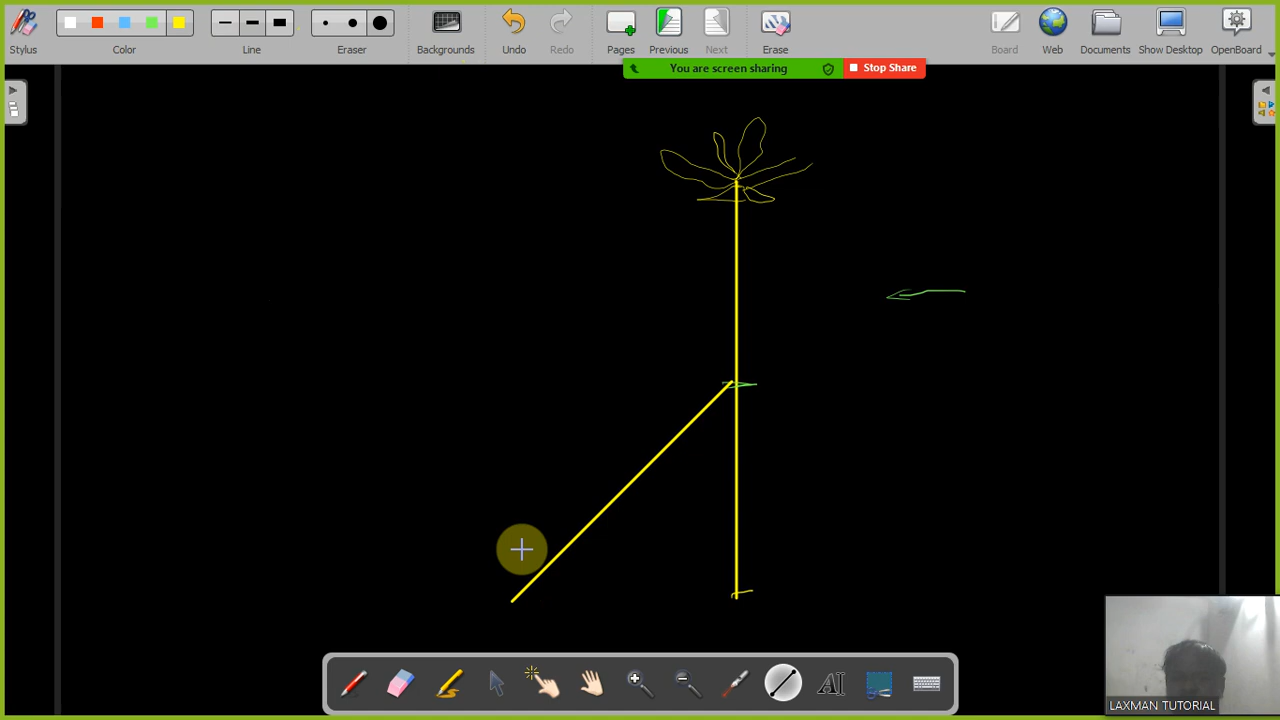 Stylus Color Line Eraser Backgrounds Undo Redo Pages Previous Next Erase Board Web Documents Show Desktop OpenBoard
You are screen sharing Stop Share
AI
LAXMAN TUTORIAL